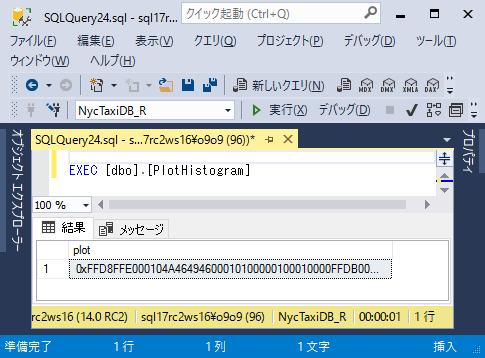 SQLQuery24.sql - sql17r...
クイック起動 (Ctrl+Q)
ファイル(F) 編集(E) 表示(V) クエリ(Q) プロジェクト(P) デバッグ(D) ツール(T)
ウィンドウ(W) ヘルプ(H)
新しいクエリ(N) MDX DMX XMLA DAX
NycTaxiDB_R 実行(X) デバッグ(D)
オブジェクト エクスプローラー
SQLQuery24.sql - s...7rc2ws16¥o9o9 (96))*
プロパティ
EXEC [dbo].[PlotHistogram]
100 %
結果 メッセージ
plot
1 0xFFD8FFE000104A46494600010100000100010000FFDB00...
rc2ws16 (14.0 RC2) sql17rc2ws16¥o9o9 (96) NycTaxiDB_R 00:00:01 1 行
準備完了 1 行 1 列 1 文字 挿入